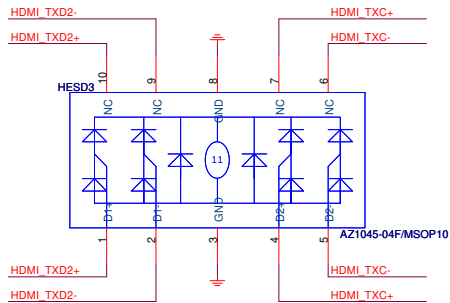 HDMI_TXD2- HDMI_TXC+
HDMI_TXD2+ HDMI_TXC-
10 9 8 7 6
HESD3
NC NC GND NC NC
11
D1+ D1- GND D2+ D2-
AZ1045-04F/MSOP10
1 2 3 4 5
HDMI_TXD2+ HDMI_TXC-
HDMI_TXD2- HDMI_TXC+